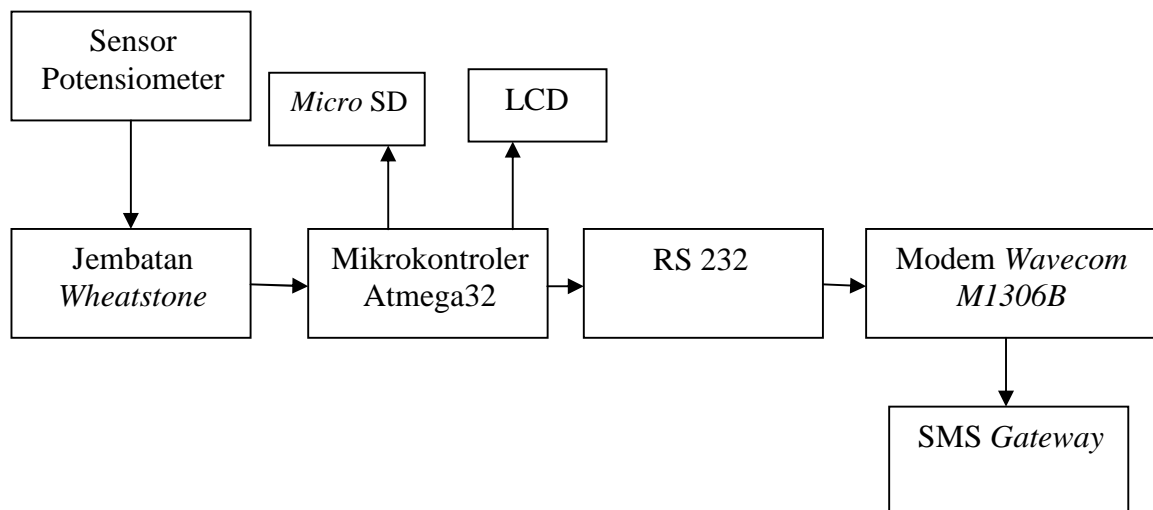 Sensor
Potensiometer
Micro SD
LCD
Jembatan
Wheatstone
Mikrokontroler
Atmega32
RS 232
Modem Wavecom
M1306B
SMS Gateway